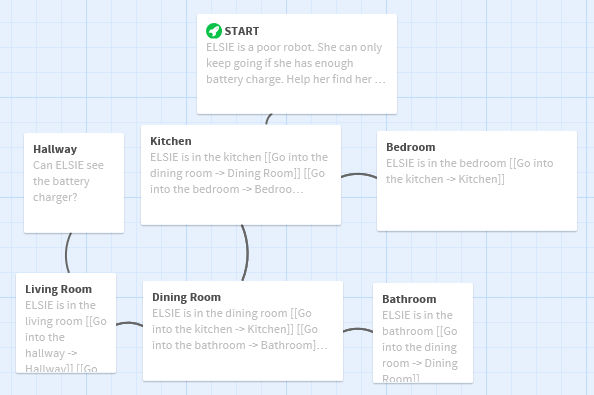 START
ELSIE is a poor robot. She can only
keep going if she has enough
battery charge. Help her find her ...
Hallway
Can ELSIE see
the battery
charger?
Kitchen
ELSIE is in the kitchen [[Go into the
dining room -> Dining Room]] [[Go
into the bedroom -> Bedroo...
Bedroom
ELSIE is in the bedroom [[Go into
the kitchen -> Kitchen]]
Living Room
ELSIE is in the
living room [[Go
into the
hallway ->
Hallway]] [[Go
Dining Room
ELSIE is in the dining room [[Go
into the kitchen -> Kitchen]] [[Go
into the bathroom -> Bathroom]...
Bathroom
ELSIE is in the
bathroom [[Go
into the dining
room -> Dining
Room]]